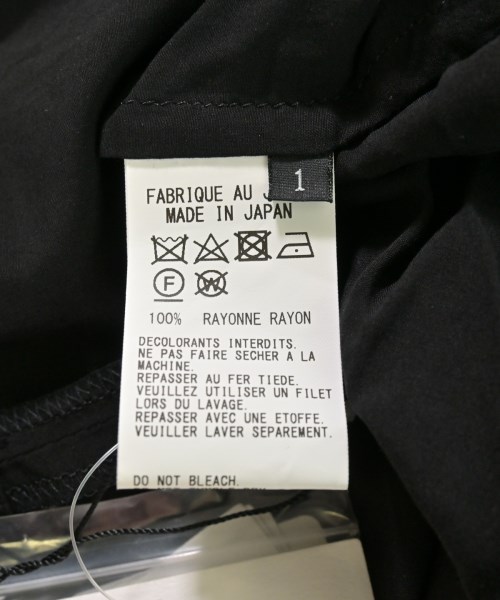 1
FABRIQUE AU J
MADE IN JAPAN
F W
100% RAYONNE RAYON
DECOLORANTS INTERDITS.
NE PAS FAIRE SECHER A LA
MACHINE.
REPASSER AU FER TIEDE.
VEUILLEZ UTILISER UN FILET
LORS DU LAVAGE.
REPASSER AVEC UNE ETOFFE.
VEUILLER LAVER SEPAREMENT.
DO NOT BLEACH.